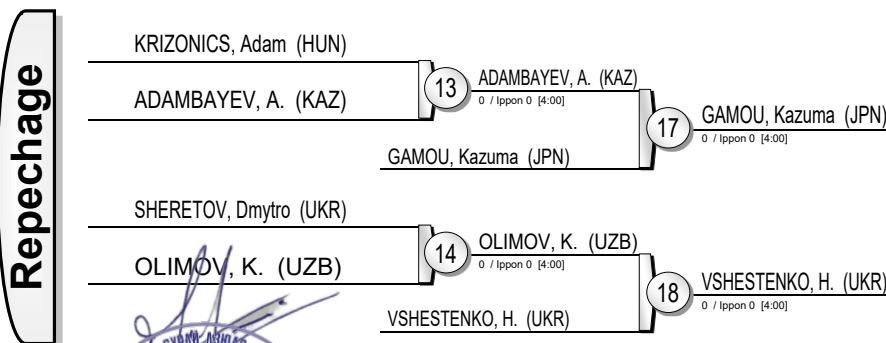 Repechage
KRIZONICS, Adam (HUN)
ADAMBAYEV, A. (KAZ)
13
ADAMBAYEV, A. (KAZ)
0 / Ippon 0 [4:00]
GAMOU, Kazuma (JPN)
17
GAMOU, Kazuma (JPN)
0 / Ippon 0 [4:00]
SHERETOV, Dmytro (UKR)
OLIMOV, K. (UZB)
14
OLIMOV, K. (UZB)
0 / Ippon 0 [4:00]
VSHESTENKO, H. (UKR)
18
VSHESTENKO, H. (UKR)
0 / Ippon 0 [4:00]